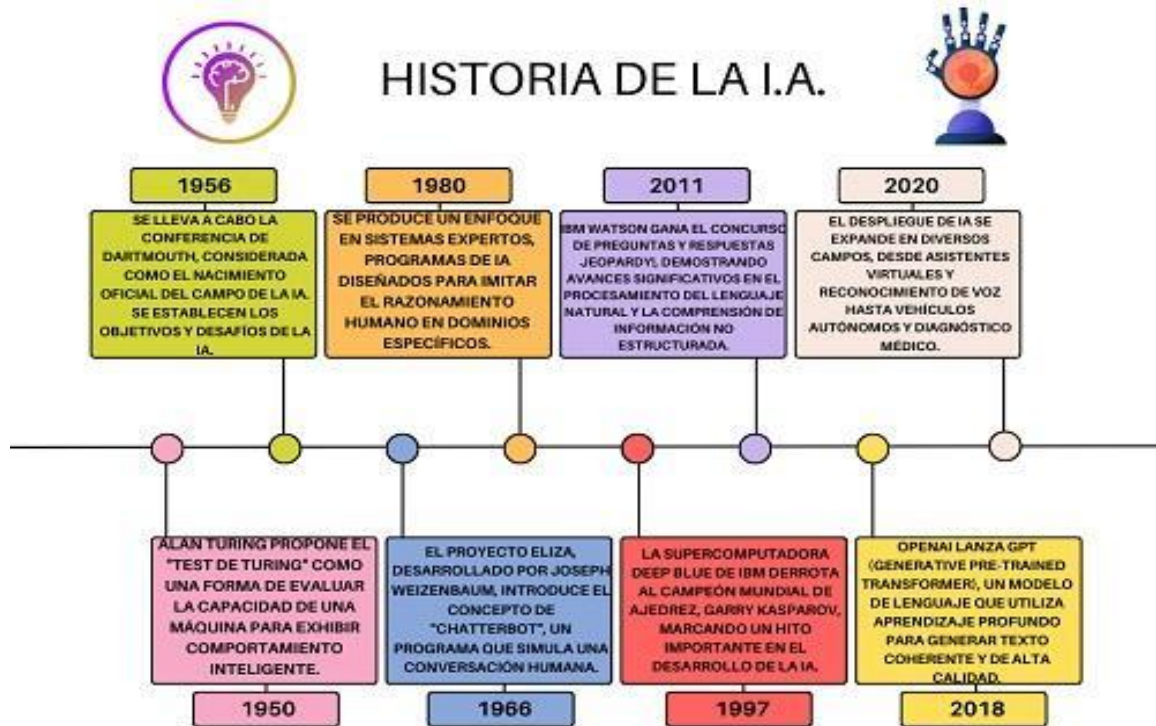 HISTORIA DE LA I.A.
1956
SE LLEVA A CABO LA
CONFERENCIA DE
DARTMOUTH, CONSIDERADA
COMO EL NACIMIENTO
OFICIAL DEL CAMPO DE LA IA.
SE ESTABLECEN LOS
OBJETIVOS Y DESAFÍOS DE LA
IA.
1980
SE PRODUCE UN ENFOQUE
EN SISTEMAS EXPERTOS,
PROGRAMAS DE IA
DISEÑADOS PARA IMITAR
EL RAZONAMIENTO
HUMANO EN DOMINIOS
ESPECÍFICOS.
2011
IBM WATSON GANA EL CONCURSO
DE PREGUNTAS Y RESPUESTAS
JEOPARDY!, DEMOSTRANDO
AVANCES SIGNIFICATIVOS EN EL
PROCESAMIENTO DEL LENGUAJE
NATURAL Y LA COMPRENSIÓN DE
INFORMACIÓN NO
ESTRUCTURADA.
2020
EL DESPLIEGUE DE IA SE
EXPANDE EN DIVERSOS
CAMPOS, DESDE ASISTENTES
VIRTUALES Y
RECONOCIMIENTO DE VOZ
HASTA VEHÍCULOS
AUTÓNOMOS Y DIAGNÓSTICO
MÉDICO.
ALAN TURING PROPONE EL
"TEST DE TURING" COMO
UNA FORMA DE EVALUAR
LA CAPACIDAD DE UNA
MÁQUINA PARA EXHIBIR
COMPORTAMIENTO
INTELIGENTE.
1950
EL PROYECTO ELIZA,
DESARROLLADO POR JOSEPH
WEIZENBAUM, INTRODUCE EL
CONCEPTO DE
"CHATTERBOT", UN
PROGRAMA QUE SIMULA UNA
CONVERSACIÓN HUMANA.
1966
LA SUPERCOMPUTADORA
DEEP BLUE DE IBM DERROTA
AL CAMPEÓN MUNDIAL DE
AJEDREZ, GARRY KASPAROV,
MARCANDO UN HITO
IMPORTANTE EN EL
DESARROLLO DE LA IA.
1997
OPENAI LANZA GPT
(GENERATIVE PRE-TRAINED
TRANSFORMER), UN MODELO
DE LENGUAJE QUE UTILIZA
APRENDIZAJE PROFUNDO
PARA GENERAR TEXTO
COHERENTE Y DE ALTA
CALIDAD.
2018